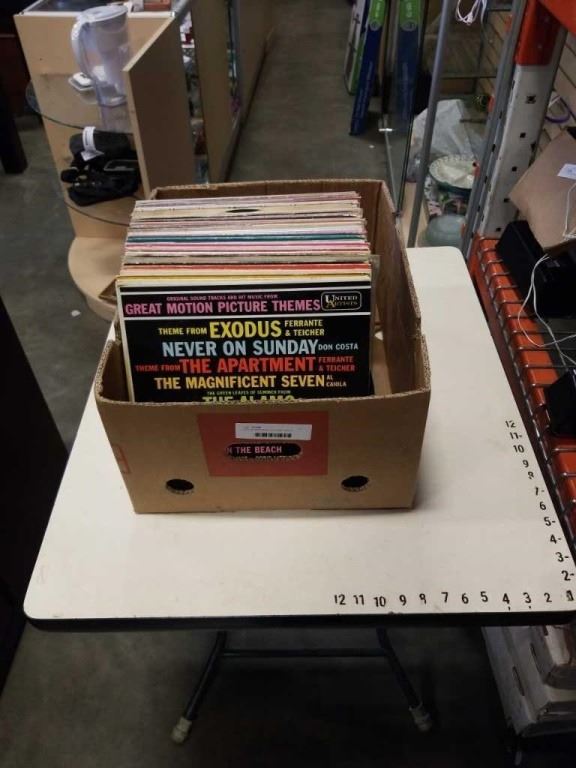 ORIGINAL SOUND TRACKS AND HIT MUSIC FROM
GREAT MOTION PICTURE THEMES
UNITED ARTISTS
THEME FROM EXODUS FERRANTE & TEICHER
NEVER ON SUNDAY DON COSTA
THEME FROM THE APARTMENT FERRANTE & TEICHER
THE MAGNIFICENT SEVEN AL CAIOLA
THE GREEN LEAVES OF SUMMER FROM
THE ALAMO
N THE BEACH
12
11
10
9
8
7
6
5
4
3
2
12 11 10 9 8 7 6 5 4 3 2 1